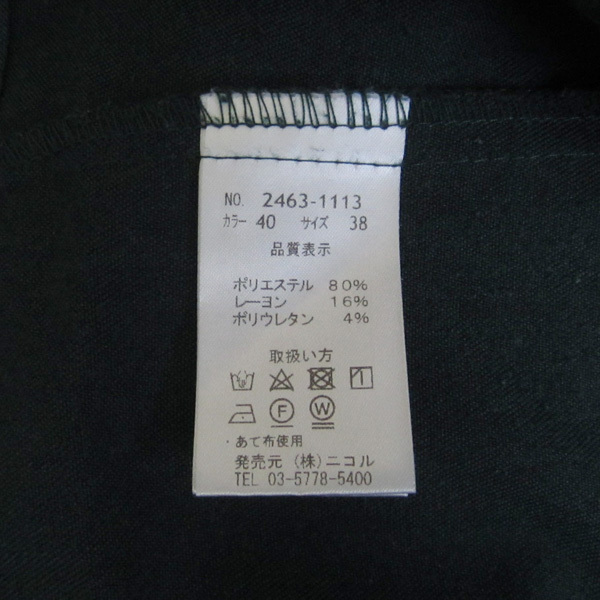 NO. 2463-1113
カラー 40 サイズ 38
品質表示
ポリエステル 80%
レーヨン 16%
ポリウレタン 4%
取扱い方
F W
・あて布使用
発売元 (株)ニコル
TEL 03-5778-5400